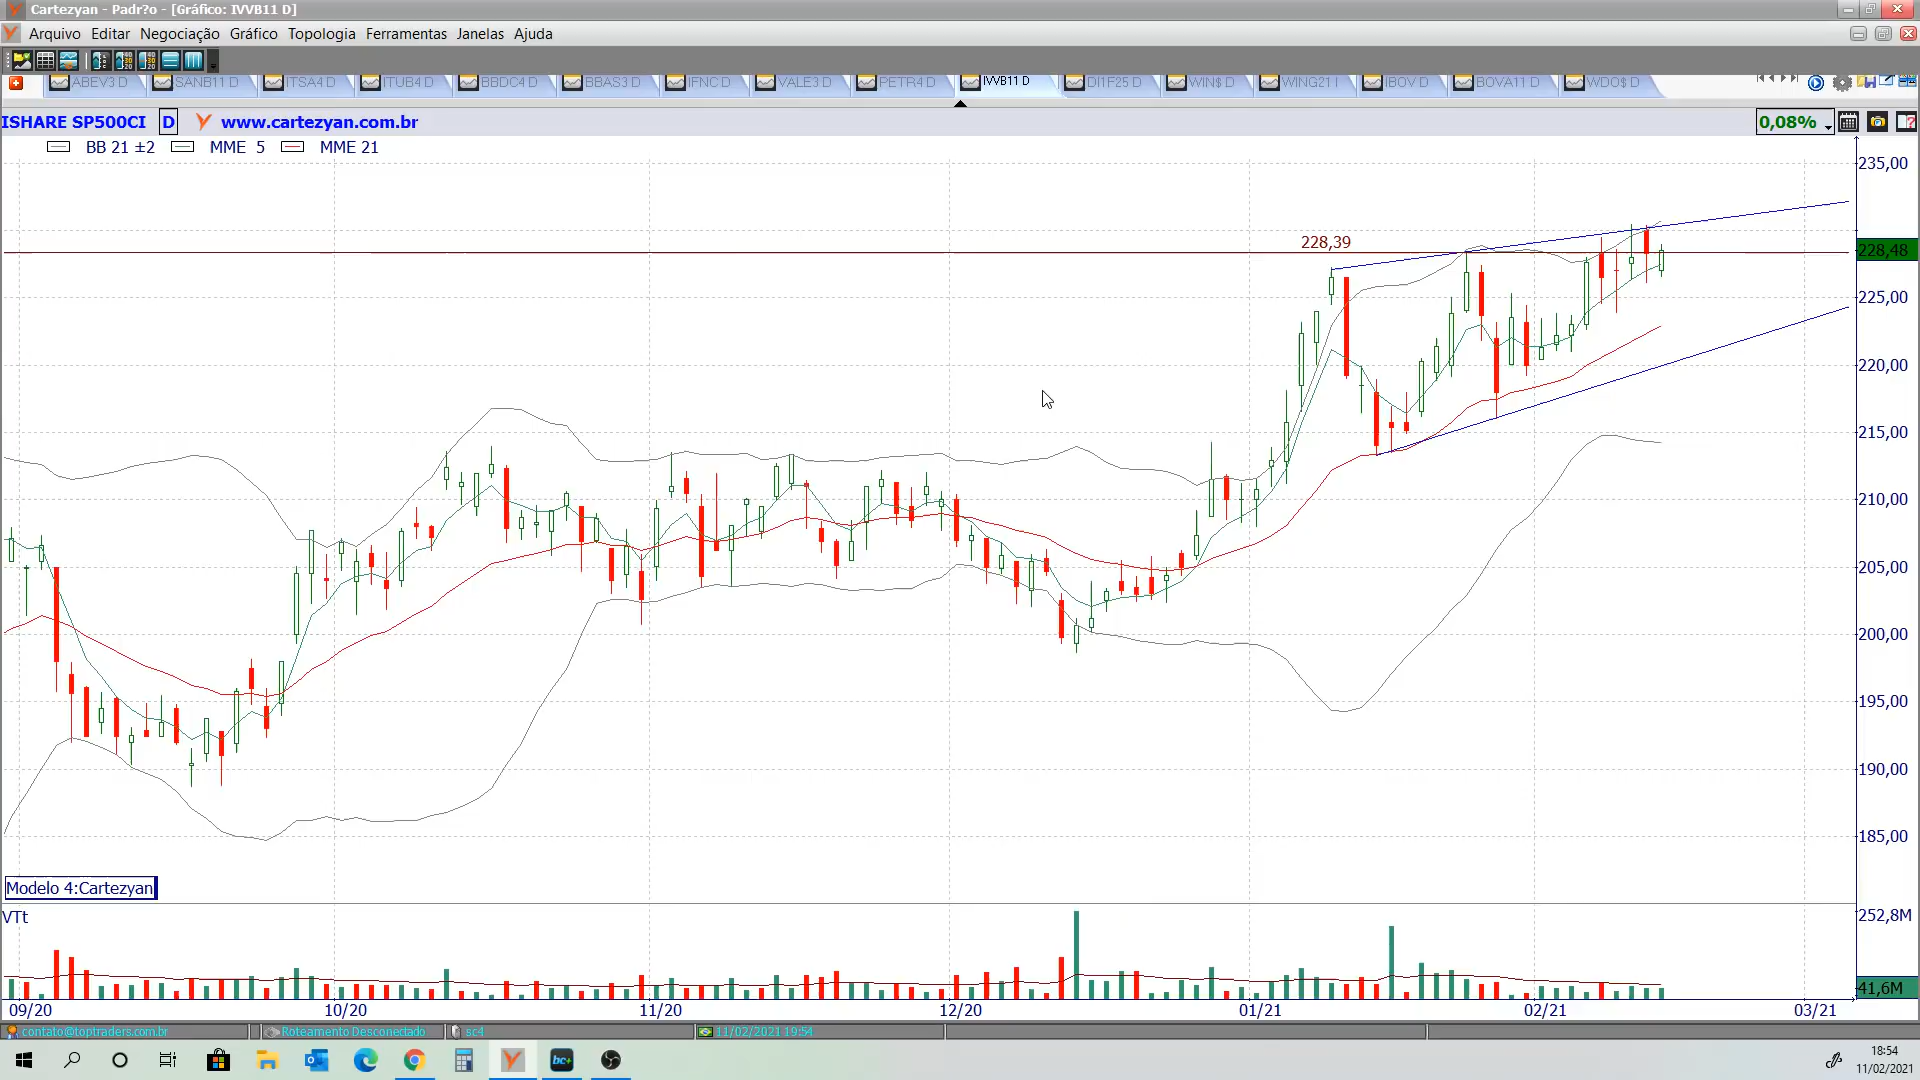 Cartezyan - Padr?o - [Gráfico: IVVB11 D]
Arquivo Editar Negociação Gráfico Topologia Ferramentas Janelas Ajuda
ABEV3 D SANB11 D ITSA4 D ITUB4 D BBDC4 D BBAS3 D IFNC D VALE3 D PETR4 D IVVB11 D DI1F25 D WIN$ D WING21 I IBOV D BOVA11 D WDO$ D
ISHARE SP500CI D www.cartezyan.com.br 0,08%
BB 21 ±2 MME 5 MME 21
235,00
228,39
228,48
225,00
220,00
215,00
210,00
205,00
200,00
195,00
190,00
185,00
Modelo 4:Cartezyan
VTt
252,8M
41,6M
09/20 10/20 11/20 12/20 01/21 02/21 03/21
contato@toptraders.com.br Roteamento Desconectado sc4 11/02/2021 19:54
bc+
18:54
11/02/2021